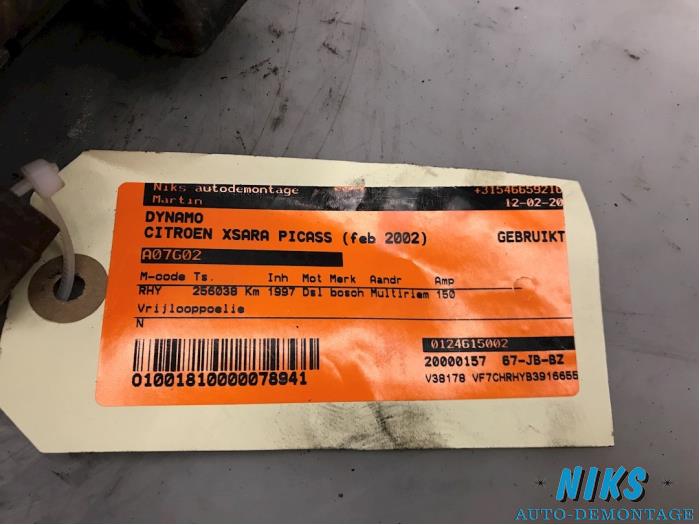 Niks autodemontage
Martin 12-02-20
DYNAMO
CITROEN XSARA PICASS (feb 2002) GEBRUIKT
A07G02
M-code Ts. Inh Mot Merk Aandr Amp
RHY 256038 Km 1997 Dsl bosch Multiriem 150
Vrijlooppoelie
N
0124615002
20000157 67-JB-BZ
V38178 VF7CHRHYB3916655
01001810000078941
NIKS
AUTO-DEMONTAGE